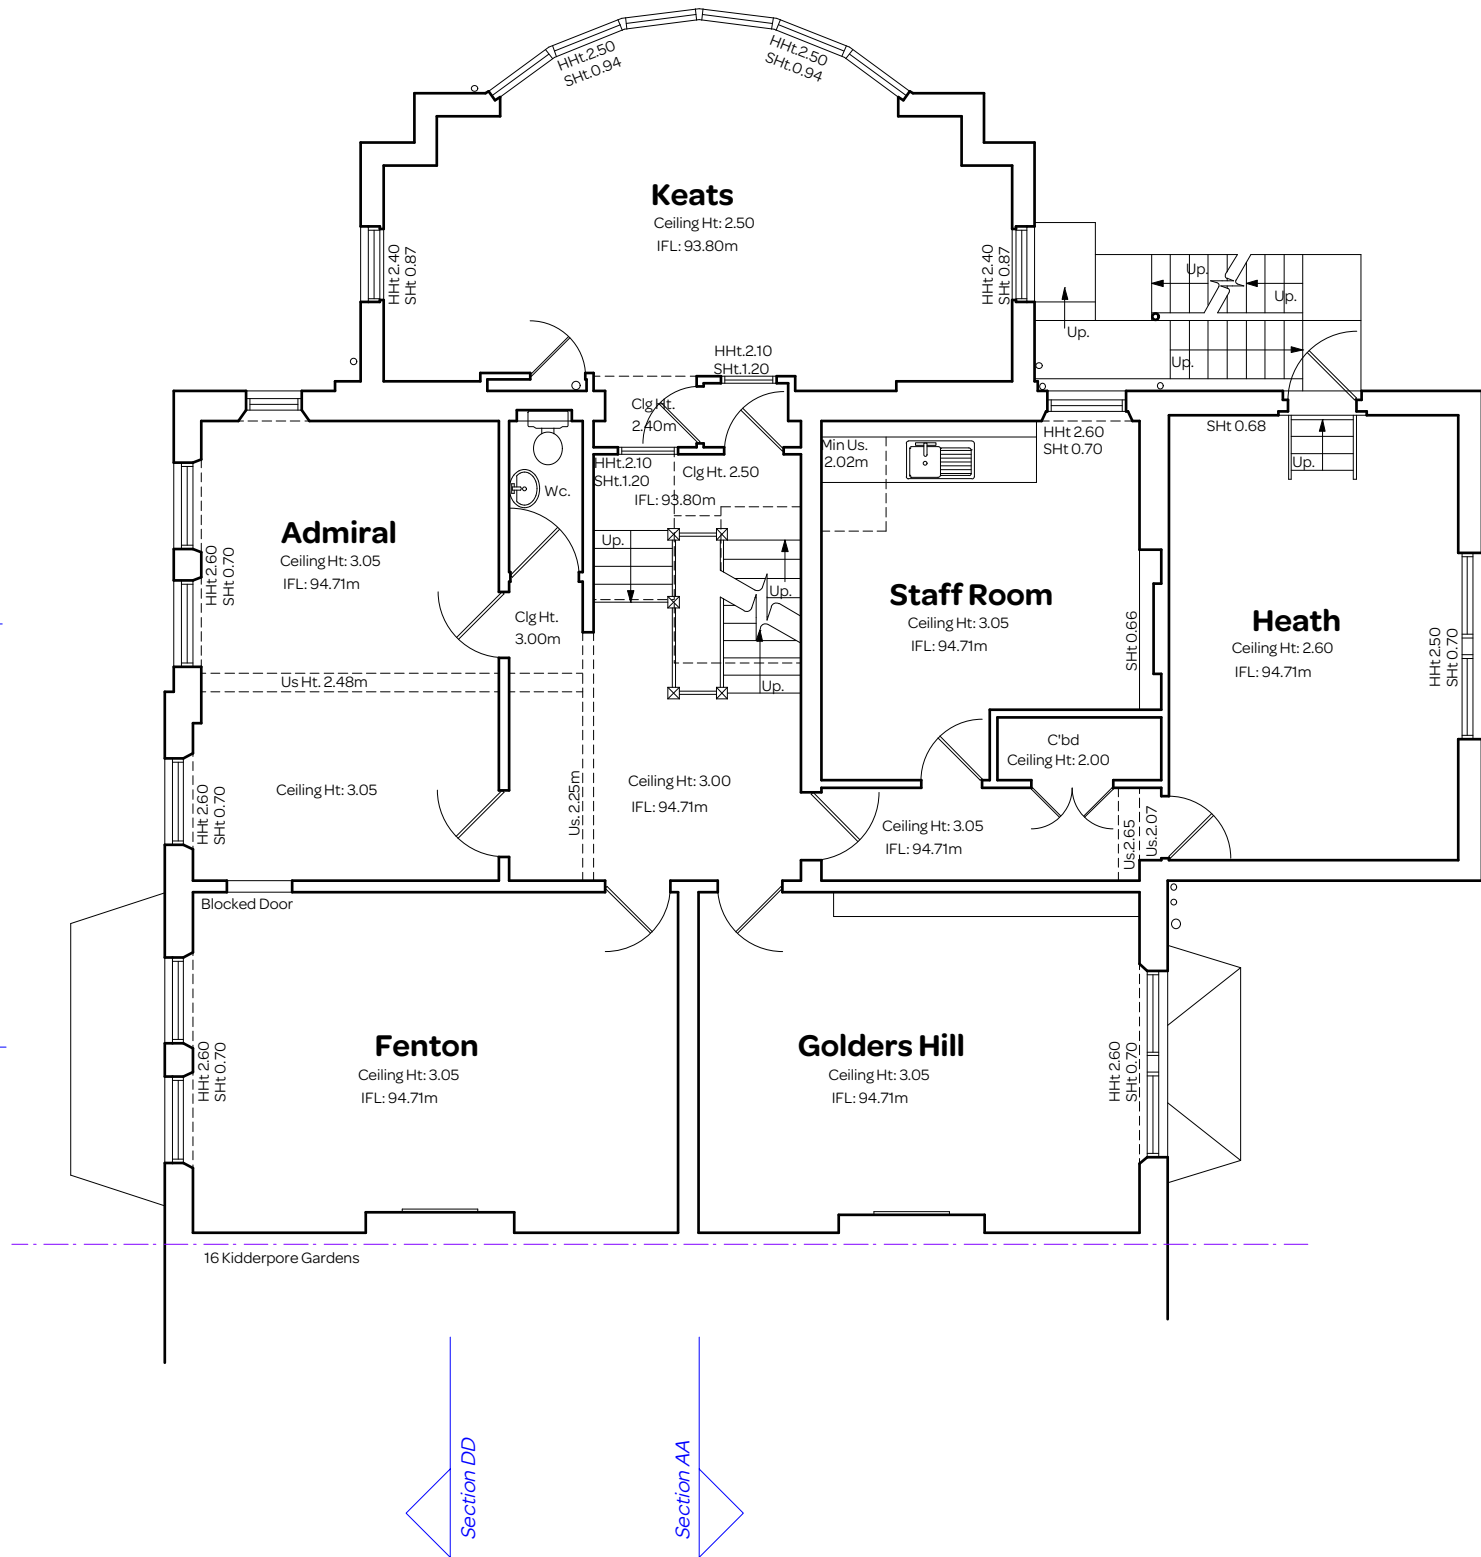 HHt.2.50
SHt.0.94
HHt.2.50
SHt.0.94
Keats
Ceiling Ht: 2.50
IFL: 93.80m
HHt 2.40
SHt 0.87
HHt 2.40
SHt 0.87
Up.
Up.
Up.
Up.
HHt.2.10
SHt.1.20
Clg Ht.
2.40m
HHt.2.10
SHt.1.20
Clg Ht. 2.50
IFL: 93.80m
Min Us.
2.02m
HHt 2.60
SHt 0.70
SHt 0.68
Up.
Wc.
Admiral
Ceiling Ht: 3.05
IFL: 94.71m
HHt 2.60
SHt 0.70
Up.
Up.
Up.
Clg Ht.
3.00m
Staff Room
Ceiling Ht: 3.05
IFL: 94.71m
SHt 0.66
Heath
Ceiling Ht: 2.60
IFL: 94.71m
HHt 2.50
SHt 0.70
Us Ht. 2.48m
C'bd
Ceiling Ht: 2.00
Ceiling Ht: 3.05
HHt 2.60
SHt 0.70
Us. 2.25m
Ceiling Ht: 3.00
IFL: 94.71m
Ceiling Ht: 3.05
IFL: 94.71m
Us.2.65
Us.2.07
Blocked Door
Fenton
Ceiling Ht: 3.05
IFL: 94.71m
HHt 2.60
SHt 0.70
Golders Hill
Ceiling Ht: 3.05
IFL: 94.71m
HHt 2.60
SHt 0.70
16 Kidderpore Gardens
Section DD
Section AA